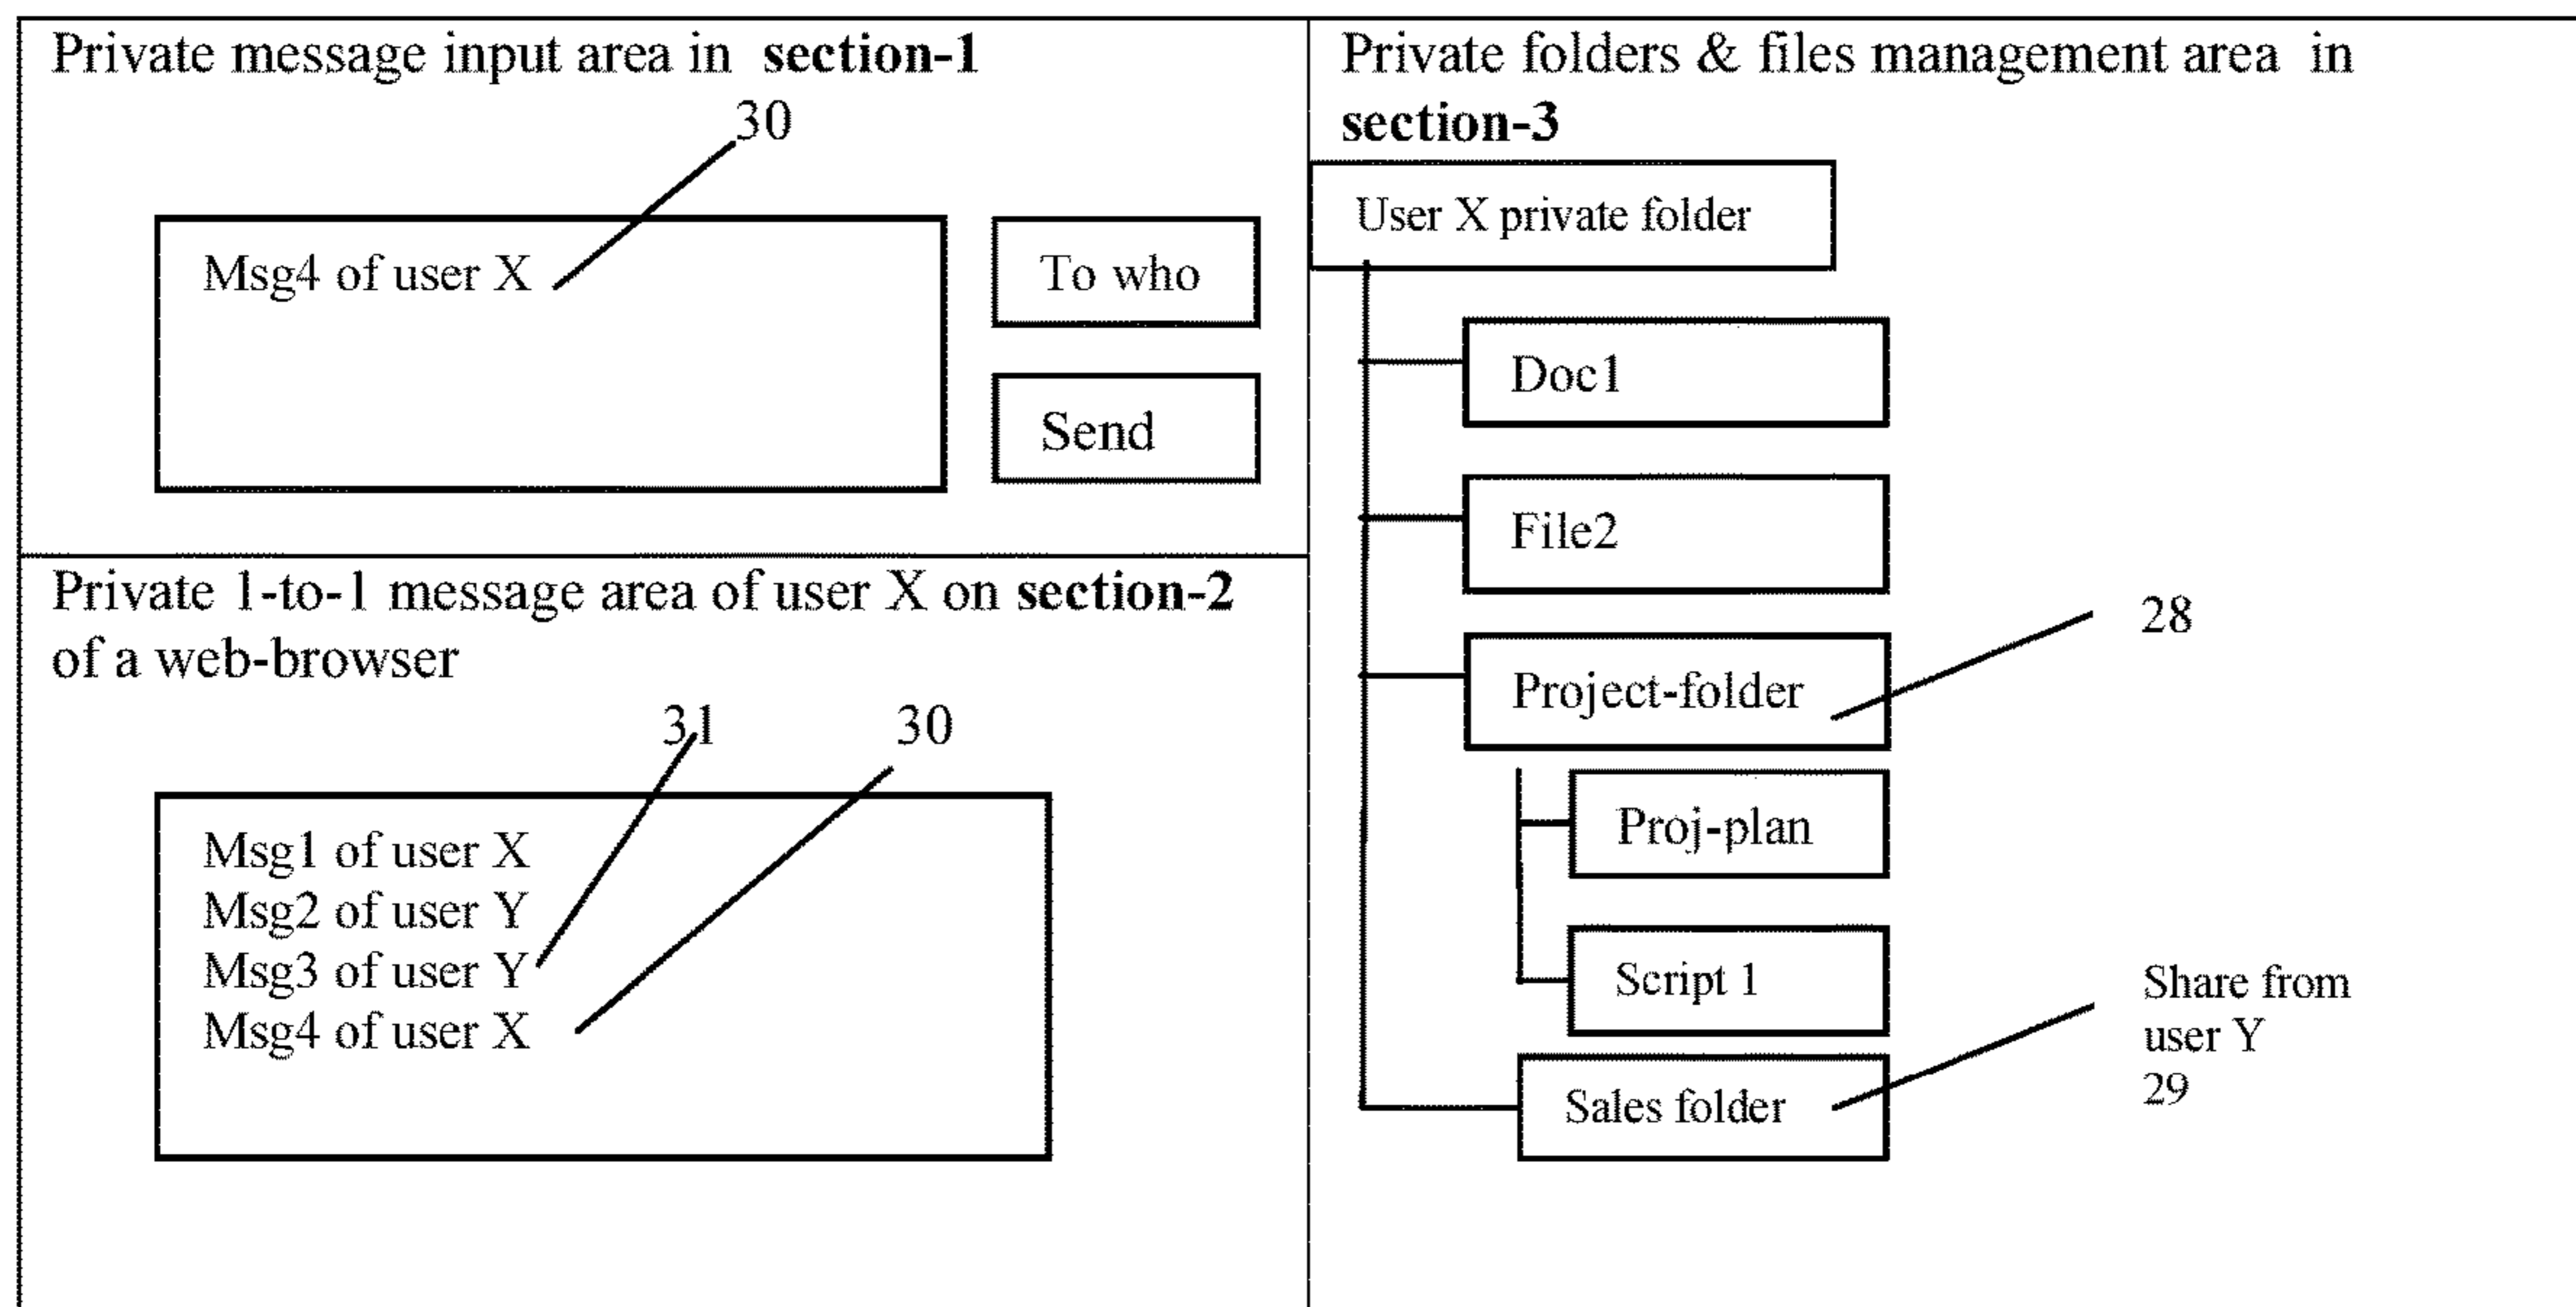 Private message input area in section-1
30
Msg4 of user X
To who
Send
Private 1-to-1 message area of user X on section-2
of a web-browser
31
30
Msg1 of user X
Msg2 of user Y
Msg3 of user Y
Msg4 of user X
Private folders & files management area in
section-3
User X private folder
Doc1
File2
28
Project-folder
Proj-plan
Script 1
Share from
user Y
29
Sales folder